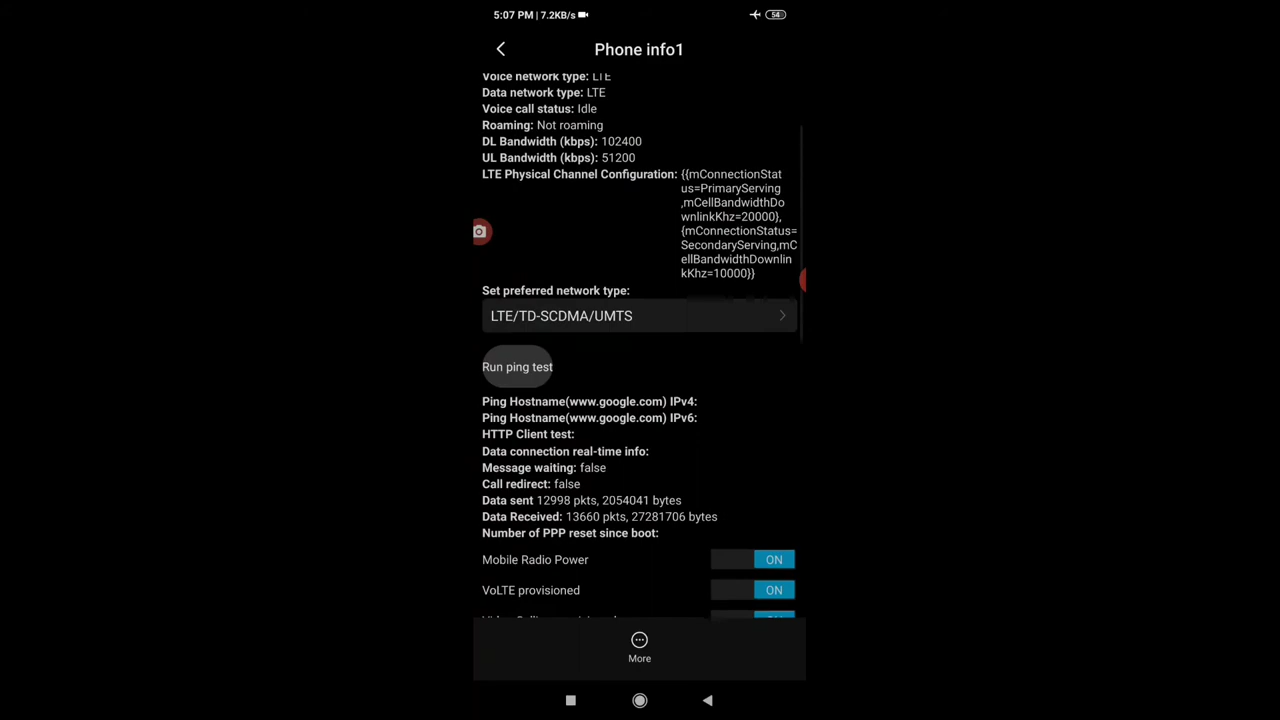 5:07 PM | 7.2KB/s
54
Phone info1
Voice network type: LTE
Data network type: LTE
Voice call status: Idle
Roaming: Not roaming
DL Bandwidth (kbps): 102400
UL Bandwidth (kbps): 51200
LTE Physical Channel Configuration: {{mConnectionStat
us=PrimaryServing
,mCellBandwidthDo
wnlinkKhz=20000},
{mConnectionStatus=
SecondaryServing,mC
ellBandwidthDownlin
kKhz=10000}}
Set preferred network type:
LTE/TD-SCDMA/UMTS
Run ping test
Ping Hostname(www.google.com) IPv4:
Ping Hostname(www.google.com) IPv6:
HTTP Client test:
Data connection real-time info:
Message waiting: false
Call redirect: false
Data sent 12998 pkts, 2054041 bytes
Data Received: 13660 pkts, 27281706 bytes
Number of PPP reset since boot:
Mobile Radio Power ON
VoLTE provisioned ON
More